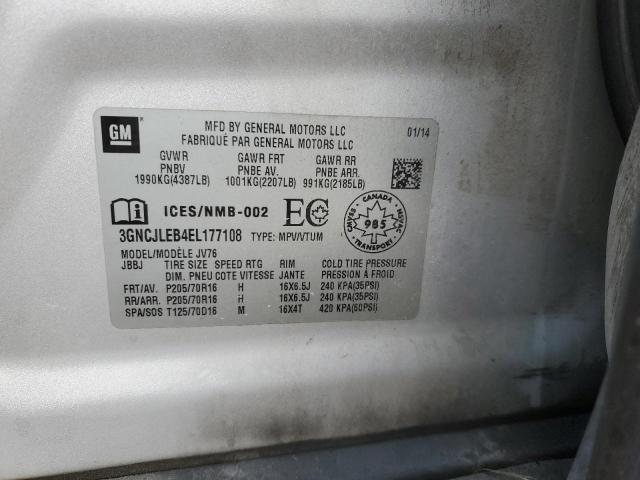 GM
MFD BY GENERAL MOTORS LLC 01/14
FABRIQUÉ PAR GENERAL MOTORS LLC
GVWR GAWR FRT GAWR RR
PNBV PNBE AV. PNBE ARR.
1990KG(4387LB) 1001KG(2207LB) 991KG(2185LB)
ICES/NMB-002 EC
CANADA
985
TRANSPORT
3GNCJLEB4EL177108 TYPE: MPV/VTUM
MODEL/MODÈLE JV76
JBBJ TIRE SIZE SPEED RTG RIM COLD TIRE PRESSURE
DIM. PNEU COTE VITESSE JANTE PRESSION À FROID
FRT/AV. P205/70R16 H 16X6.5J 240 KPA(35PSI)
RR/ARR. P205/70R16 H 16X6.5J 240 KPA(35PSI)
SPA/SOS T125/70D16 M 16X4T 420 KPA(60PSI)